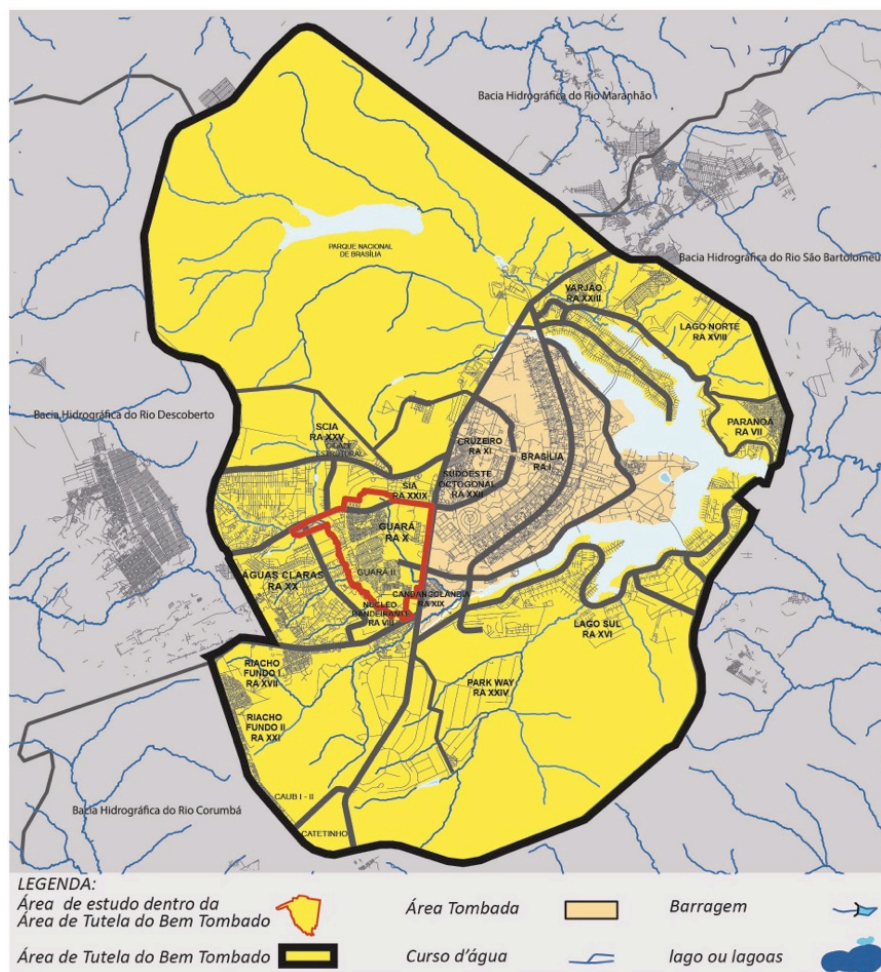 Bacia Hidrográfica do Rio Maranhão
Bacia Hidrográfica do Rio São Bartolomeu
PARQUE NACIONAL
DE BRASÍLIA
VARJÃO
RA XXIII
LAGO NORTE
RA XVIII
Bacia Hidrográfica do Rio Descoberto
PARANOÁ
RA VII
SCIA
RA XXV
ESTRUTURAL
CRUZEIRO
RA XI
BRASÍLIA
RA I
SUDOESTE
OCTOGONAL
RA XXII
SIA
RA XXIX
GUARÁ
RA X
GUARÁ II
ÁGUAS CLARAS
RA XX
CANDANGOLÂNDIA
RA XIX
NÚCLEO
BANDEIRANTE
RA VIII
LAGO SUL
RA XVI
RIACHO
FUNDO I
RA XVII
PARK WAY
RA XXIV
RIACHO
FUNDO II
RA XXI
CAUB I - II
Bacia Hidrográfica do Rio Corumbá
CATETINHO
LEGENDA:
Área de estudo dentro da
Área de Tutela do Bem Tombado
Área Tombada
Barragem
Área de Tutela do Bem Tombado
Curso d'água
lago ou lagoas